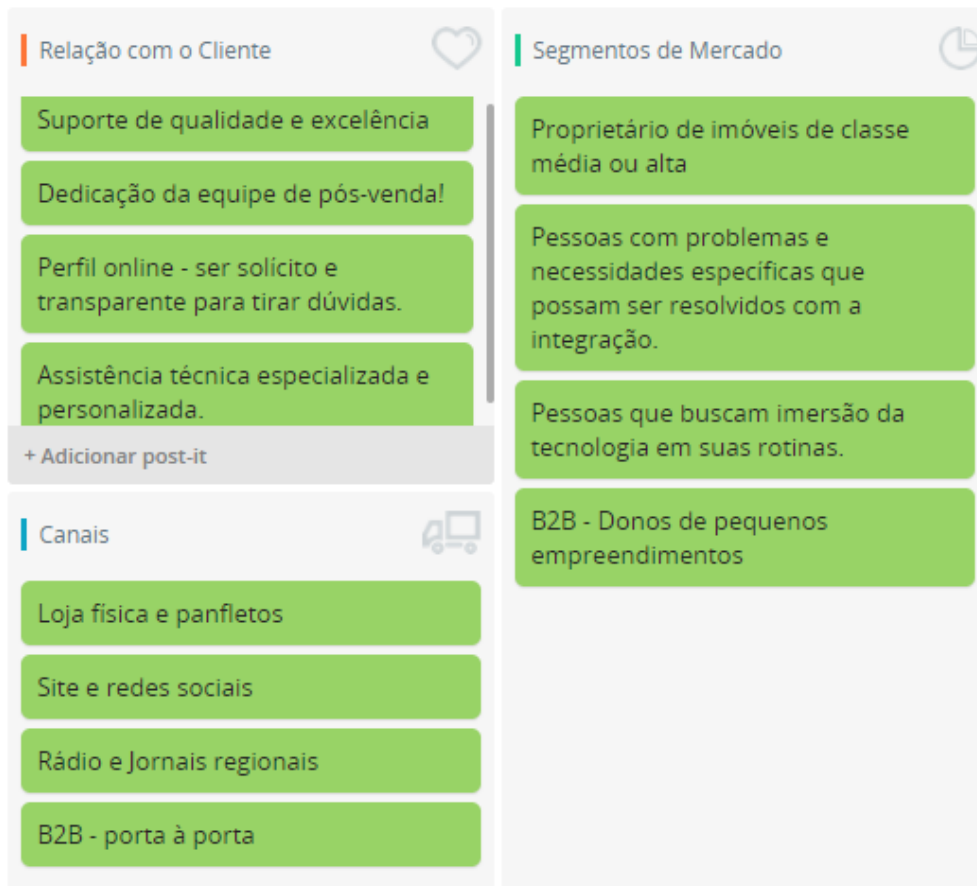 Relação com o Cliente
Suporte de qualidade e excelência
Dedicação da equipe de pós-venda!
Perfil online - ser solícito e
transparente para tirar dúvidas.
Assistência técnica especializada e
personalizada.
+ Adicionar post-it
Canais
Loja física e panfletos
Site e redes sociais
Rádio e Jornais regionais
B2B - porta à porta
Segmentos de Mercado
Proprietário de imóveis de classe
média ou alta
Pessoas com problemas e
necessidades específicas que
possam ser resolvidos com a
integração.
Pessoas que buscam imersão da
tecnologia em suas rotinas.
B2B - Donos de pequenos
empreendimentos